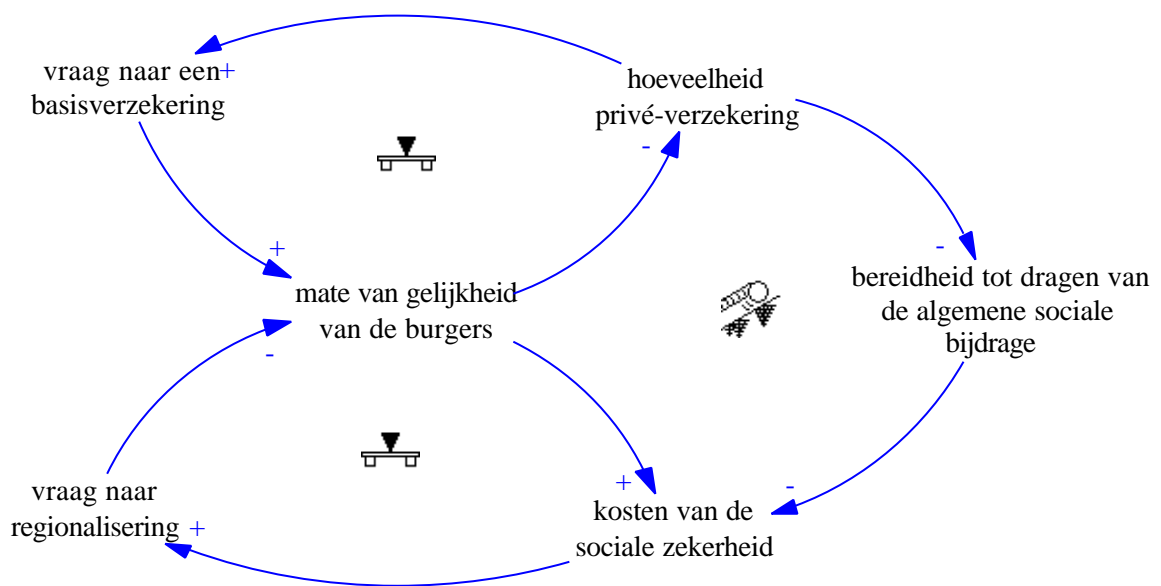 vraag naar een+
basisverzekering
hoeveelheid
privé-verzekering
-
-
+
mate van gelijkheid
van de burgers
bereidheid tot dragen van
de algemene sociale
bijdrage
-
vraag naar
regionalisering +
+
-
kosten van de
sociale zekerheid